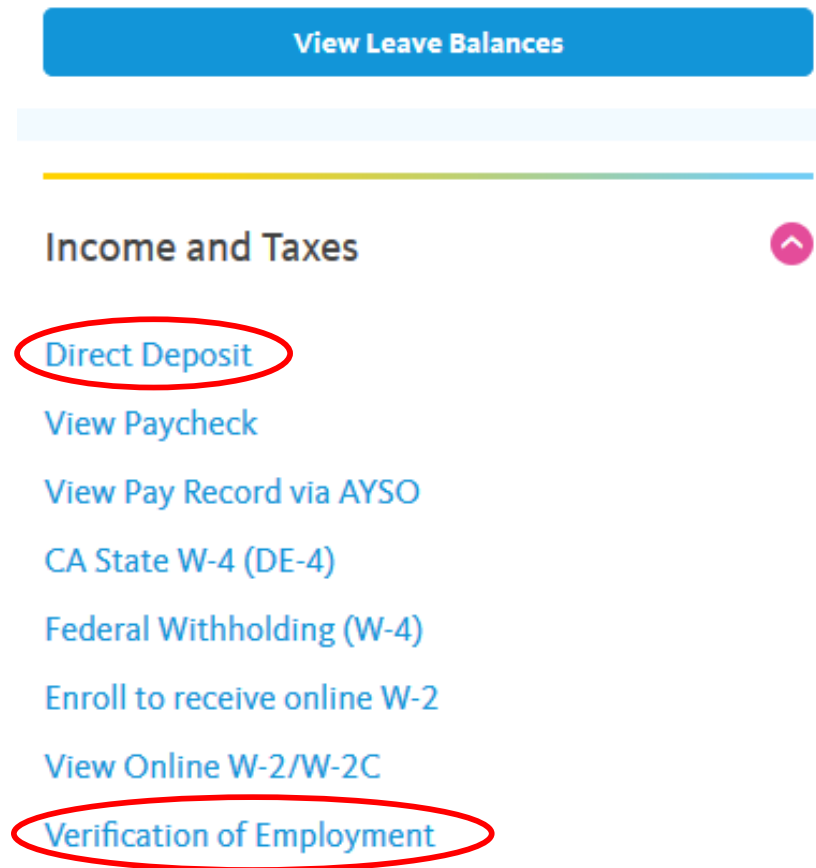 View Leave Balances
Income and Taxes
Direct Deposit
View Paycheck
View Pay Record via AYSO
CA State W-4 (DE-4)
Federal Withholding (W-4)
Enroll to receive online W-2
View Online W-2/W-2C
Verification of Employment